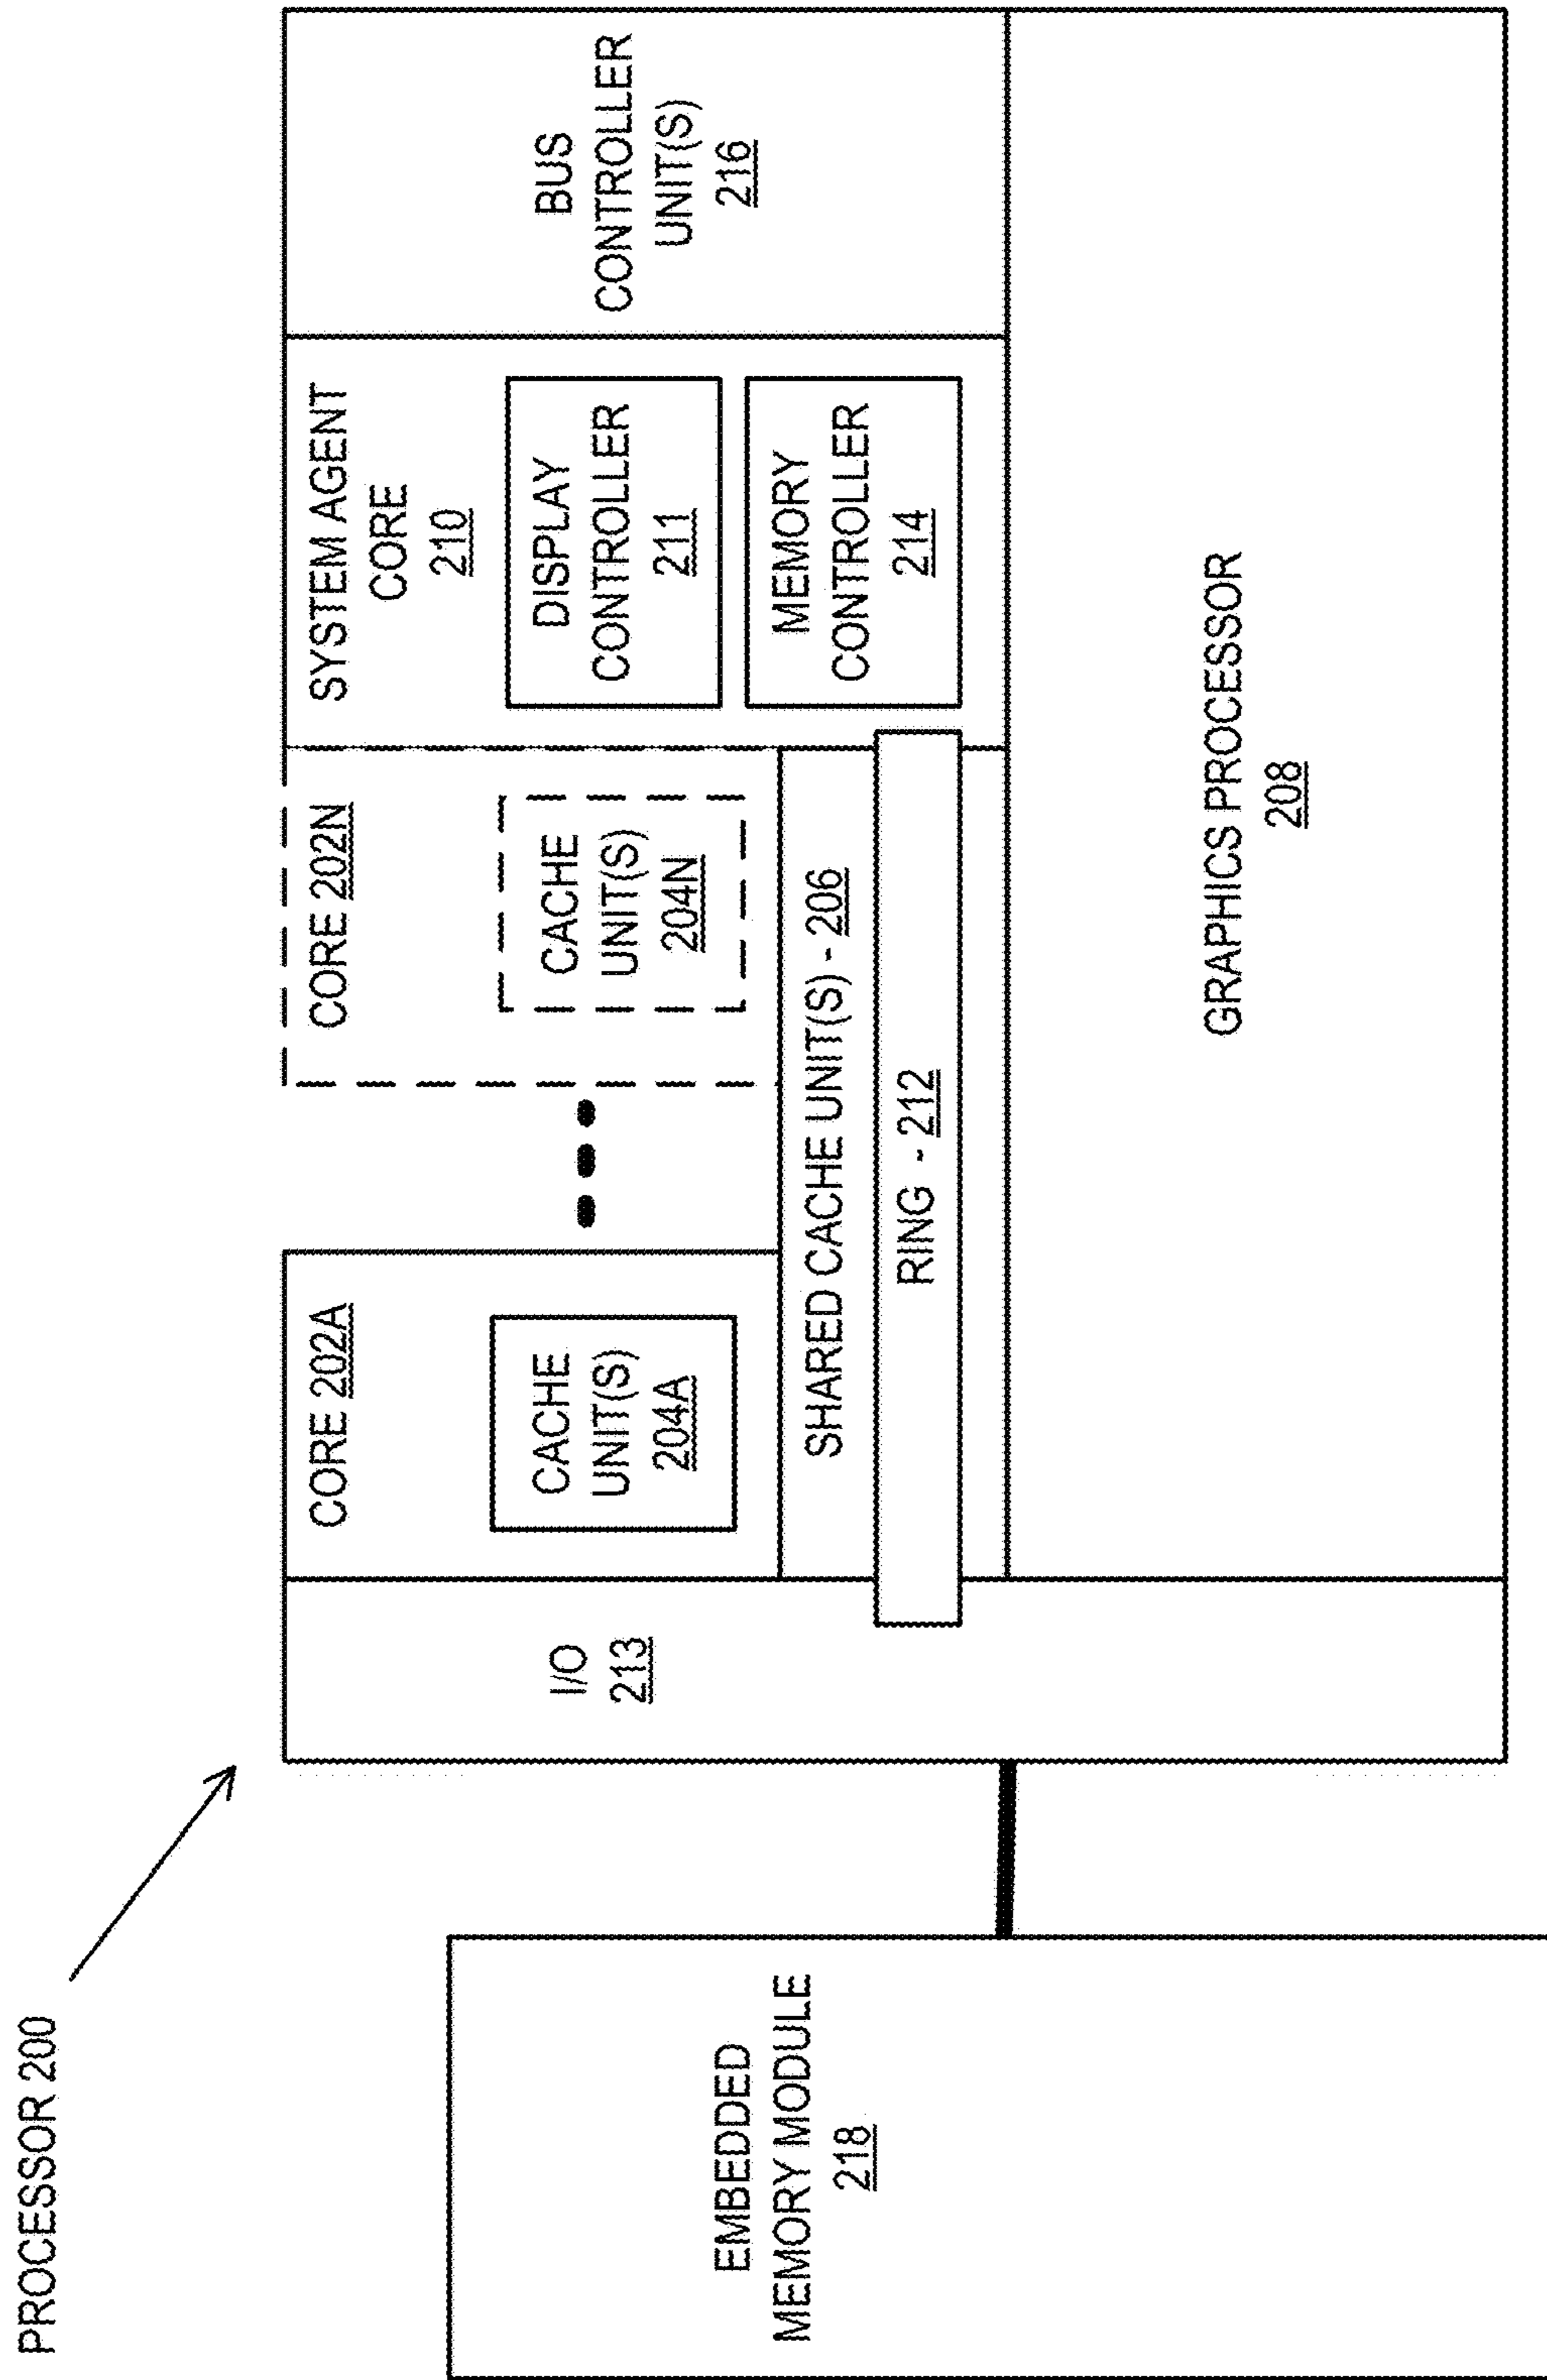 PROCESSOR 200
EMBEDDED
MEMORY MODULE
218
I/O
213
CORE 202A
CACHE
UNIT(S)
204A
CORE 202N
CACHE
UNIT(S)
204N
SHARED CACHE UNIT(S) - 206
RING - 212
SYSTEM AGENT
CORE
210
DISPLAY
CONTROLLER
211
MEMORY
CONTROLLER
214
BUS
CONTROLLER
UNIT(S)
216
GRAPHICS PROCESSOR
208